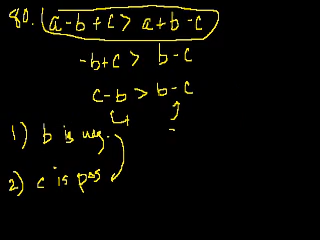 80. a-b+c > a+b-c
-b+c > b-c
c-b > b-c
+ -
1) b is neg.
2) c is pos